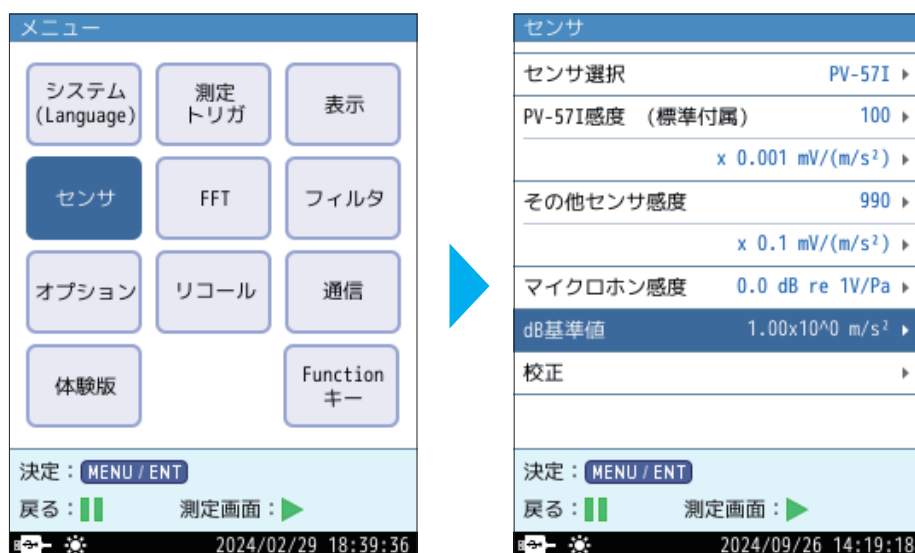 メニュー
システム
(Language)
測定
トリガ
表示
センサ
FFT
フィルタ
オプション
リコール
通信
体験版
Function
キー
決定：MENU / ENT
戻る： 測定画面：
2024/02/29 18:39:36
センサ
センサ選択 PV-57I
PV-57I感度 (標準付属) 100
x 0.001 mV/(m/s²)
その他センサ感度 990
x 0.1 mV/(m/s²)
マイクロホン感度 0.0 dB re 1V/Pa
dB基準値 1.00x10^0 m/s²
校正
決定：MENU / ENT
戻る： 測定画面：
2024/09/26 14:19:18